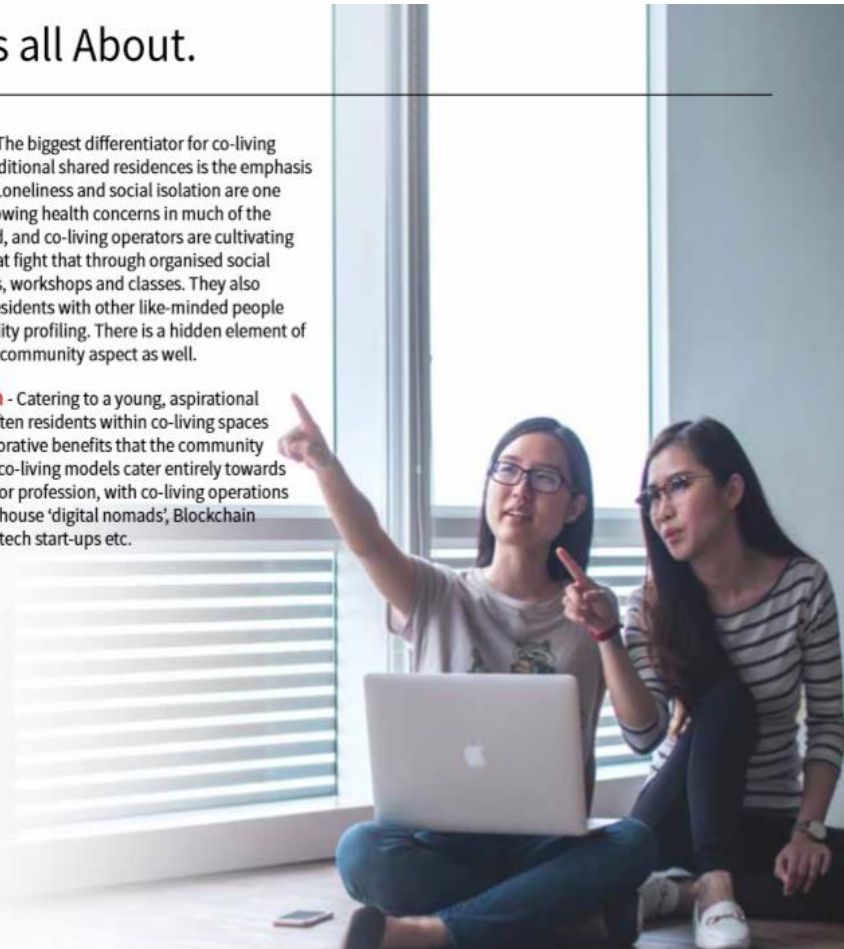 s all About.
The biggest differentiator for co-living
ditional shared residences is the emphasis
Loneliness and social isolation are one
owing health concerns in much of the
d, and co-living operators are cultivating
at fight that through organised social
s, workshops and classes. They also
sidents with other like-minded people
lity profiling. There is a hidden element of
community aspect as well.
n - Catering to a young, aspirational
ften residents within co-living spaces
orative benefits that the community
co-living models cater entirely towards
or profession, with co-living operations
house ‘digital nomads’, Blockchain
tech start-ups etc.